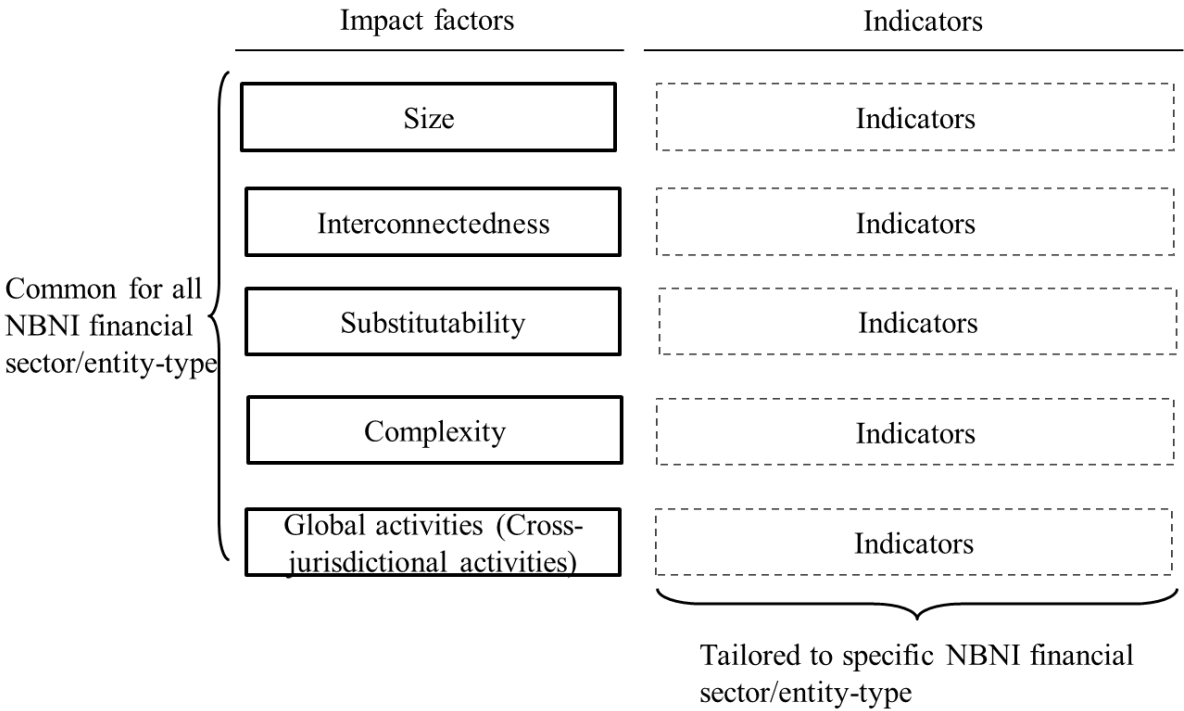 Impact factors
Indicators
Size
Indicators
Interconnectedness
Indicators
Common for all
NBNI financial
sector/entity-type
Substitutability
Indicators
Complexity
Indicators
Global activities (Cross-
jurisdictional activities)
Indicators
Tailored to specific NBNI financial
sector/entity-type